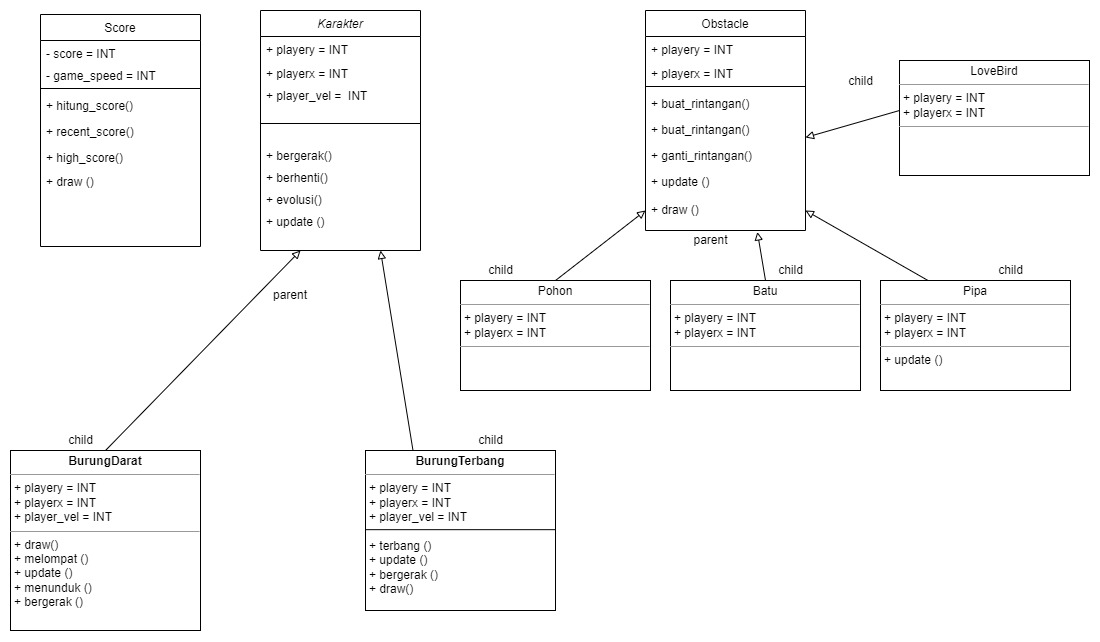 Score
- score = INT
- game_speed = INT
+ hitung_score()
+ recent_score()
+ high_score()
+ draw ()
Karakter
+ playery = INT
+ playerx = INT
+ player_vel =  INT
+ bergerak()
+ berhenti()
+ evolusi()
+ update ()
parent
Obstacle
+ playery = INT
+ playerx = INT
+ buat_rintangan()
+ buat_rintangan()
+ ganti_rintangan()
+ update ()
+ draw ()
parent
child
LoveBird
+ playery = INT
+ playerx = INT
child
Pohon
+ playery = INT
+ playerx = INT
child
Batu
+ playery = INT
+ playerx = INT
child
Pipa
+ playery = INT
+ playerx = INT
+ update ()
child
BurungDarat
+ playery = INT
+ playerx = INT
+ player_vel = INT
+ draw()
+ melompat ()
+ update ()
+ menunduk ()
+ bergerak ()
child
BurungTerbang
+ playery = INT
+ playerx = INT
+ player_vel = INT
+ terbang ()
+ update ()
+ bergerak ()
+ draw()